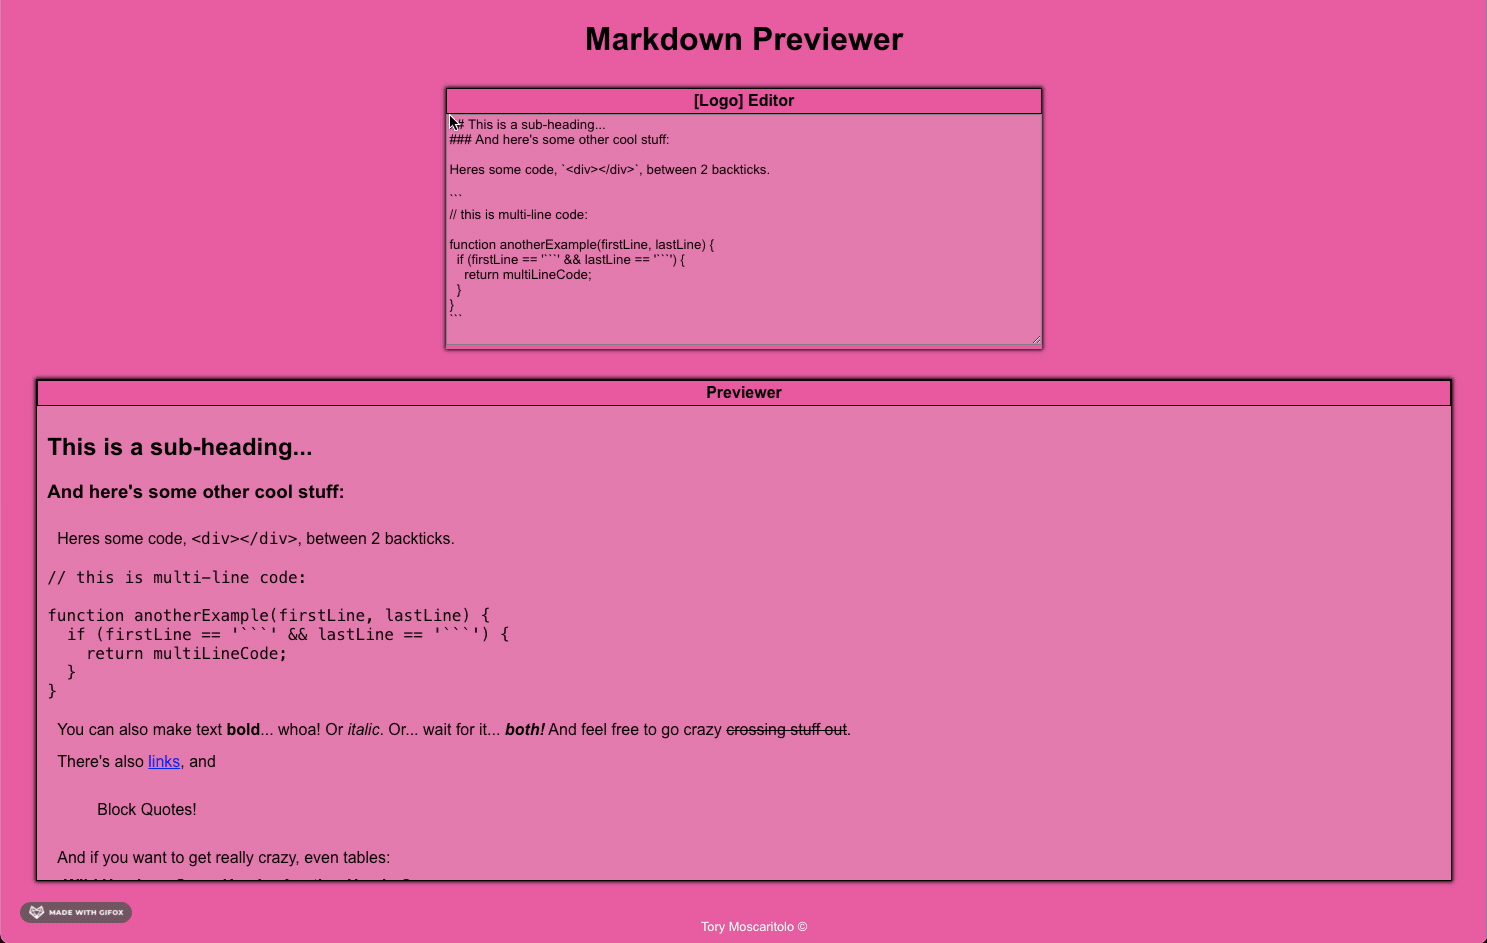 Markdown Previewer
[Logo] Editor
# This is a sub-heading...
### And here's some other cool stuff:
Heres some code, `<div></div>`, between 2 backticks.
```
// this is multi-line code:
function anotherExample(firstLine, lastLine) {
  if (firstLine == '```' && lastLine == '```') {
    return multiLineCode;
  }
}
```
Previewer
This is a sub-heading...
And here's some other cool stuff:
Heres some code, <div></div>, between 2 backticks.
// this is multi-line code:
function anotherExample(firstLine, lastLine) {
  if (firstLine == '```' && lastLine == '```') {
    return multiLineCode;
  }
}
You can also make text bold... whoa! Or italic. Or... wait for it... both! And feel free to go crazy crossing stuff out.
There's also links, and
Block Quotes!
And if you want to get really crazy, even tables:
MADE WITH GIFOX
Tory Moscaritolo ©